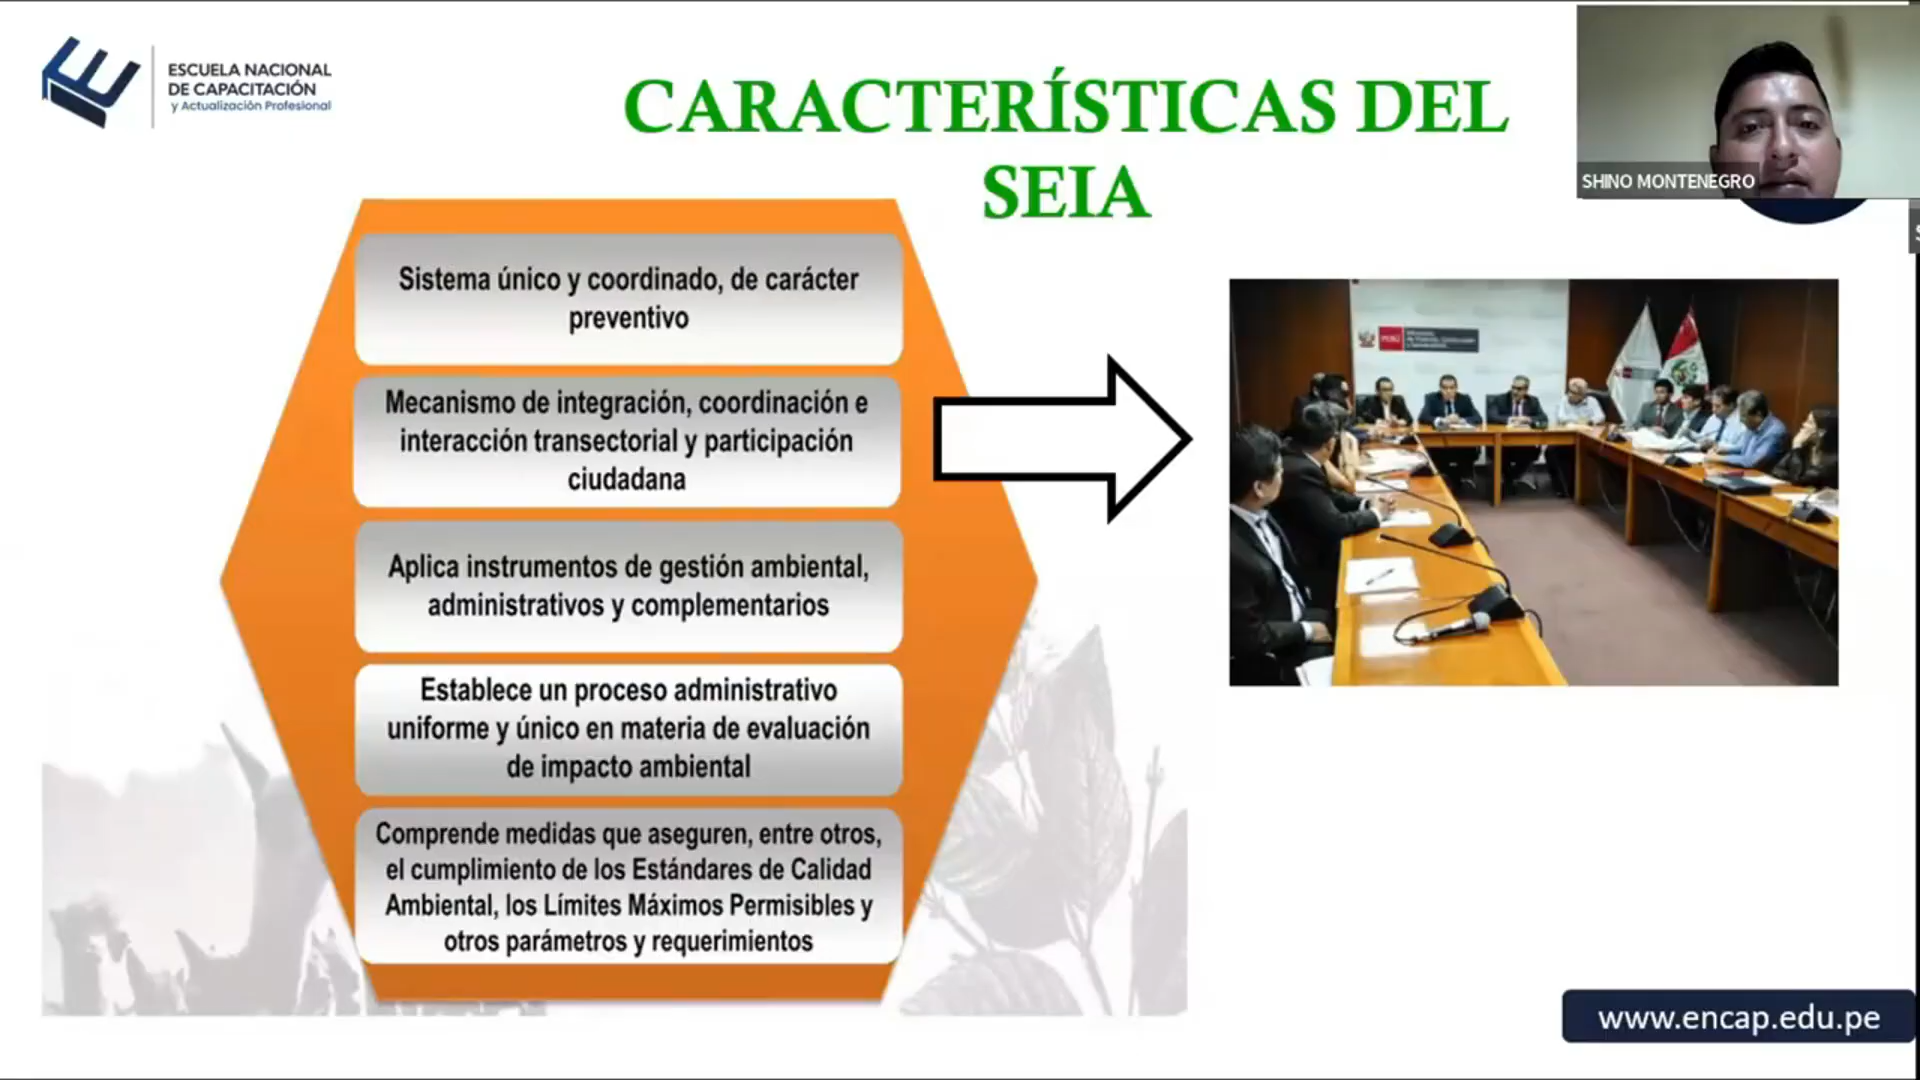 ESCUELA NACIONAL
DE CAPACITACIÓN
y Actualización Profesional
CARACTERÍSTICAS DEL
SEIA
SHINO MONTENEGRO
Sistema único y coordinado, de carácter
preventivo
Mecanismo de integración, coordinación e
interacción transectorial y participación
ciudadana
Aplica instrumentos de gestión ambiental,
administrativos y complementarios
Establece un proceso administrativo
uniforme y único en materia de evaluación
de impacto ambiental
Comprende medidas que aseguren, entre otros,
el cumplimiento de los Estándares de Calidad
Ambiental, los Límites Máximos Permisibles y
otros parámetros y requerimientos
PERÚ
www.encap.edu.pe